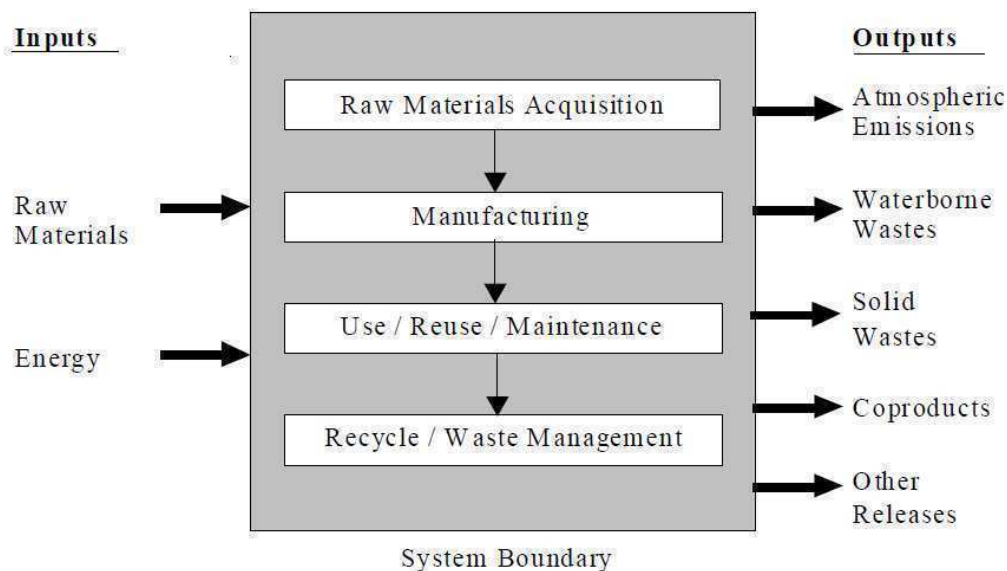 Inputs
Raw
Materials
Energy
Raw Materials Acquisition
Manufacturing
Use / Reuse / Maintenance
Recycle / Waste Management
System Boundary
Outputs
Atmospheric
Emissions
Waterborne
Wastes
Solid
Wastes
Coproducts
Other
Releases